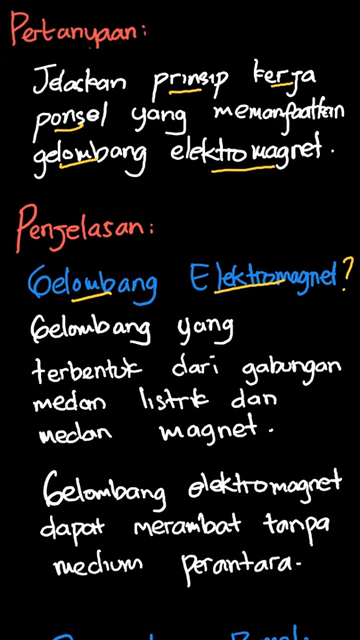 Pertanyaan:
Jelaskan prinsip kerja
ponsel yang memanfaatkan
gelombang elektromagnet.
Penjelasan:
Gelombang Elektromagnet?
Gelombang yang
terbentuk dari gabungan
medan listrik dan
medan magnet.
Gelombang elektromagnet
dapat merambat tanpa
medium perantara.